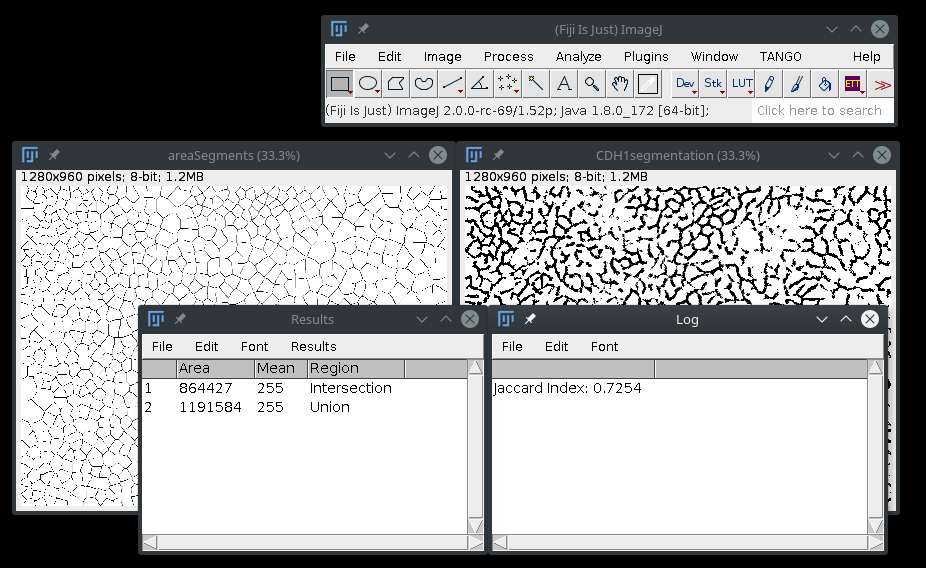 (Fiji Is Just) ImageJ
File Edit Image Process Analyze Plugins Window TANGO Help
A Dev Stk LUT ETT >>
(Fiji Is Just) ImageJ 2.0.0-rc-69/1.52p; Java 1.8.0_172 [64-bit]; Click here to search
areaSegments (33.3%)
1280x960 pixels; 8-bit; 1.2MB
CDH1segmentation (33.3%)
1280x960 pixels; 8-bit; 1.2MB
Results
File Edit Font Results
Area Mean Region
1 864427 255 Intersection
2 1191584 255 Union
Log
File Edit Font
Jaccard Index: 0.7254